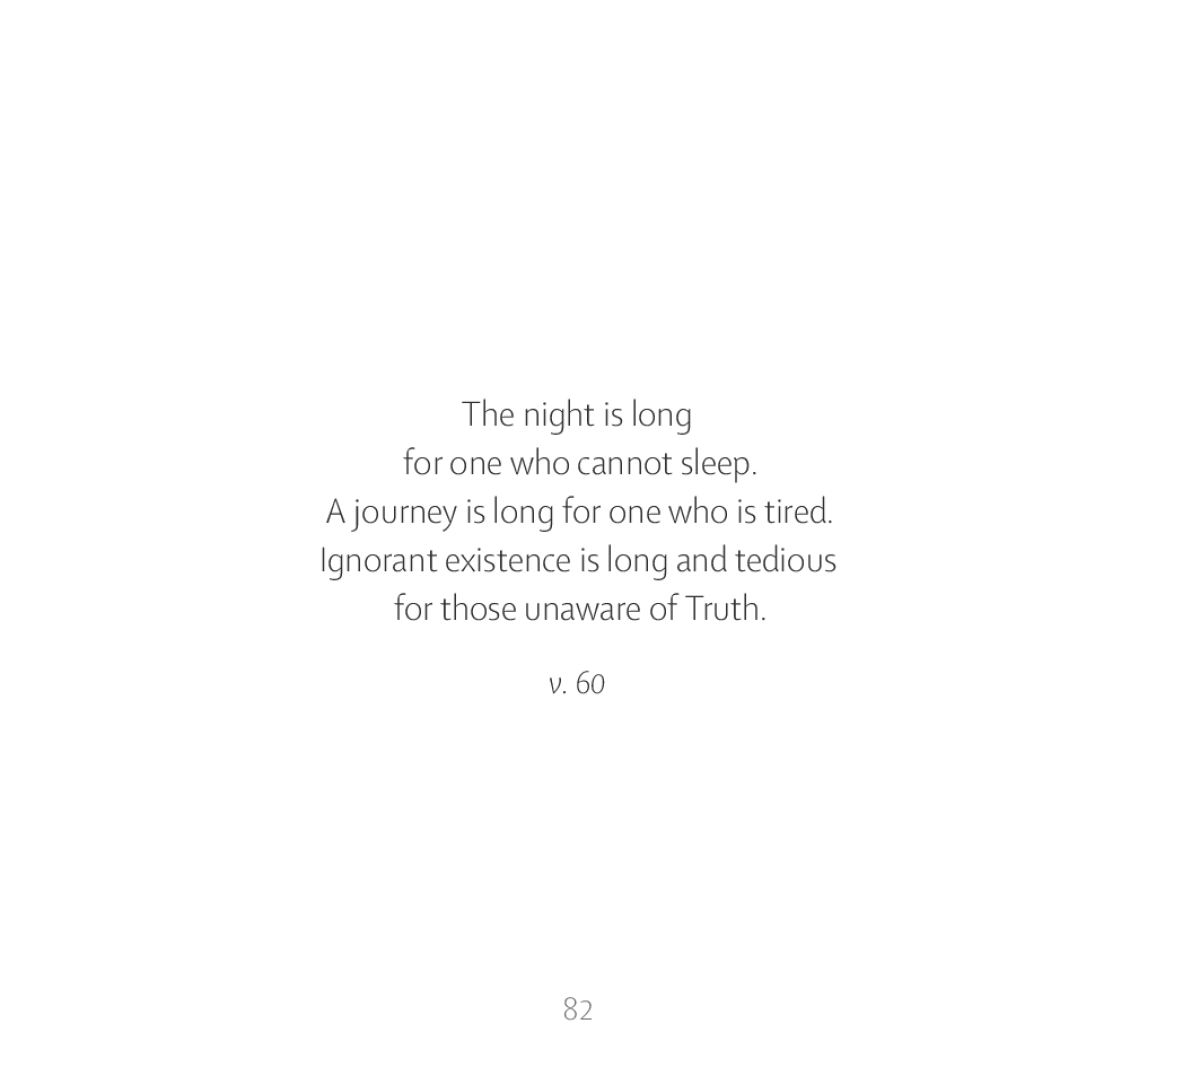 The night is long
for one who cannot sleep.
A journey is long for one who is tired.
Ignorant existence is long and tedious
for those unaware of Truth.
v. 60
82